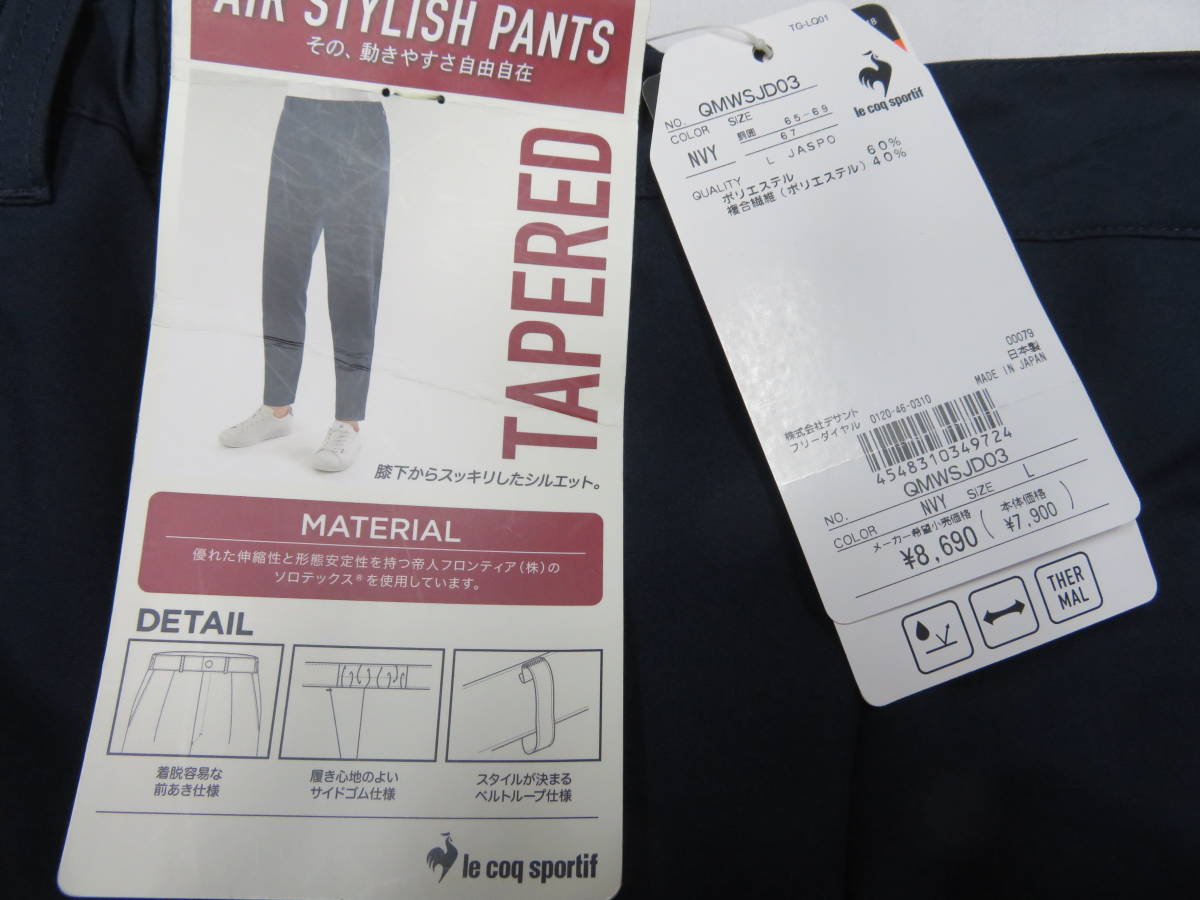 AIR STYLISH PANTS
その、動きやすさ自由自在
TAPERED
膝下からスッキリしたシルエット。
MATERIAL
優れた伸縮性と形態安定性を持つ帝人フロンティア(株)の
ソロテックス®を使用しています。
DETAIL
着脱容易な
前あき仕様
履き心地のよい
サイドゴム仕様
スタイルが決まる
ベルトループ仕様
le coq sportif
TG-LQ01
le coq sportif
NO. QMWSJD03
COLOR SIZE 胴囲 65-69
NVY 67
L JASPO
QUALITY
ポリエステル 60%
複合繊維(ポリエステル) 40%
00079
日本製
MADE IN JAPAN
株式会社デサント
フリーダイヤル 0120-46-0310
4548310349724
NO. QMWSJD03
COLOR NVY SIZE L
メーカー希望小売価格 (本体価格
¥8,690 ¥7,900)
THER
MAL